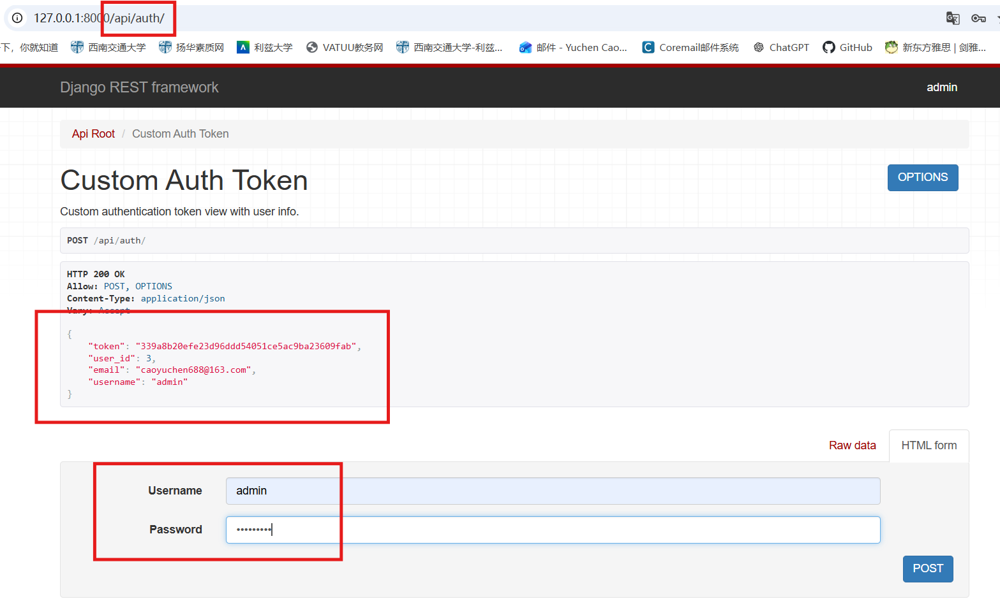 127.0.0.1:8000/api/auth/
下，你就知道 西南交通大学 扬华素质网 利兹大学 VATUU教务网 西南交通大学-利兹... 邮件 - Yuchen Cao... Coremail邮件系统 ChatGPT GitHub 新东方雅思 | 剑雅...
Django REST framework admin
Api Root / Custom Auth Token
Custom Auth Token OPTIONS
Custom authentication token view with user info.
POST /api/auth/
HTTP 200 OK
Allow: POST, OPTIONS
Content-Type: application/json
Vary: Accept
{
"token": "339a8b20efe23d96ddd54051ce5ac9ba23609fab",
"user_id": 3,
"email": "caoyuchen688@163.com",
"username": "admin"
}
Raw data HTML form
Username admin
Password •••••••••
POST